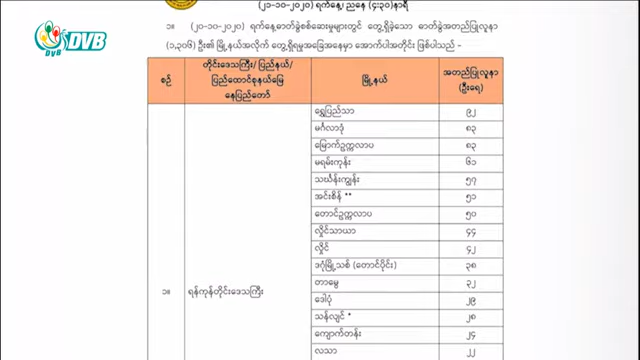 DVB
DVB
(၂၁-၁၀-၂၀၂၀) ရက်နေ့၊ ညနေ (၄:၃၀)နာရီ
၁။ (၂၀-၁၀-၂၀၂၀) ရက်နေ့ဓာတ်ခွဲစစ်ဆေးမှုများတွင် တွေ့ရှိခဲ့သော ဓာတ်ခွဲအတည်ပြုလူနာ
(၁,၃၀၆) ဦး၏ မြို့နယ်အလိုက် တွေ့ရှိရမှုအခြေအနေမှာ အောက်ပါအတိုင်း ဖြစ်ပါသည် -
စဉ် တိုင်းဒေသကြီး/ ပြည်နယ်/ ပြည်ထောင်စုနယ်မြေ နေပြည်တော် မြို့နယ် အတည်ပြုလူနာ (ဦးရေ)
ရွှေပြည်သာ ၉၂
မင်္ဂလာဒုံ ၈၃
မြောက်ဥက္ကလာပ ၈၃
မရမ်းကုန်း ၆၁
သင်္ဃန်းကျွန်း ၅၇
အင်းစိန် ** ၅၁
တောင်ဥက္ကလာပ ၅၀
လှိုင်သာယာ ၄၄
လှိုင် ၄၂
ဒဂုံမြို့သစ် (တောင်ပိုင်း) ၃၈
တာမွေ ၃၂
၁။ ရန်ကုန်တိုင်းဒေသကြီး ဒေါပုံ ၂၉
သန်လျင် * ၂၈
ကျောက်တန်း ၂၄
လသာ ၂၂